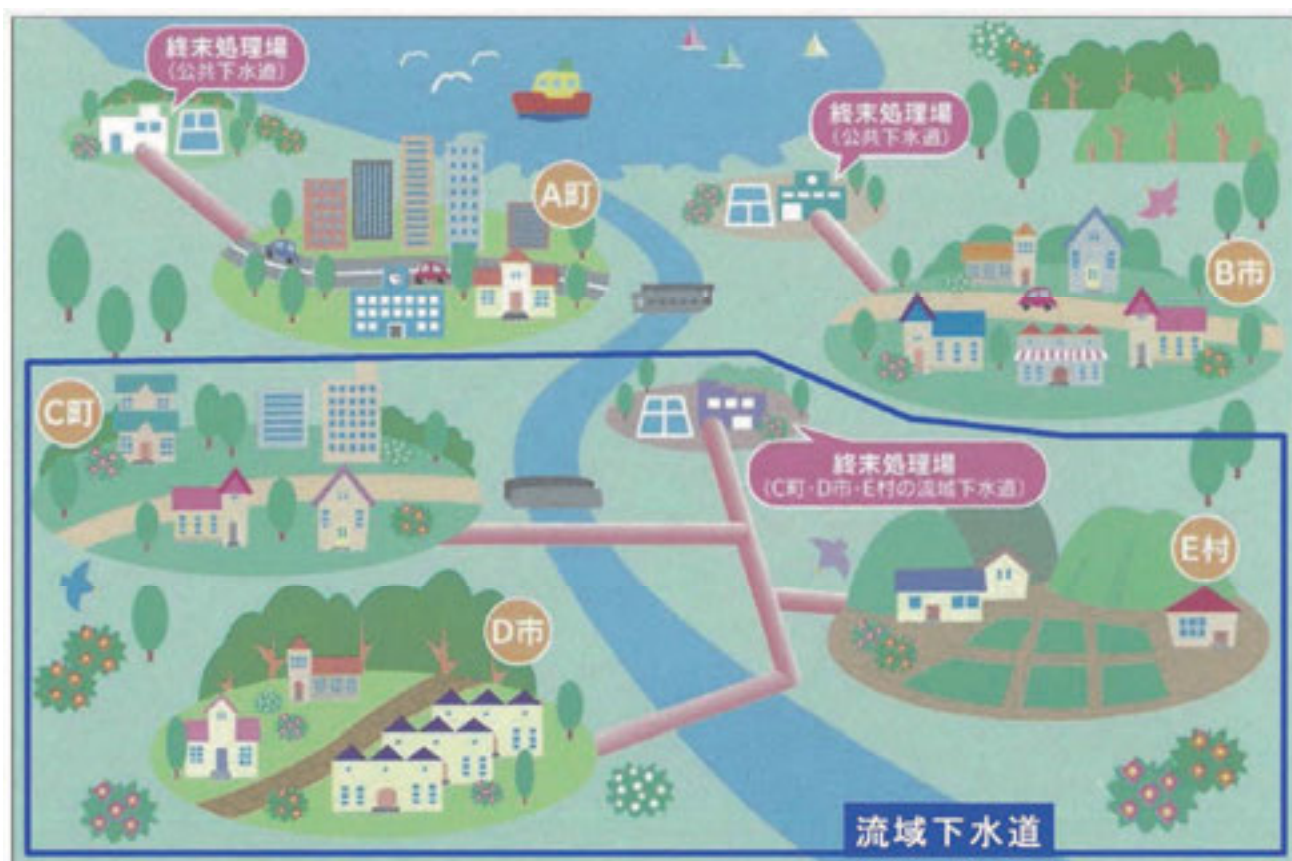 終末処理場
(公共下水道)
終末処理場
(公共下水道)
A町
B市
C町
終末処理場
(C町・D市・E村の流域下水道)
E村
D市
流域下水道